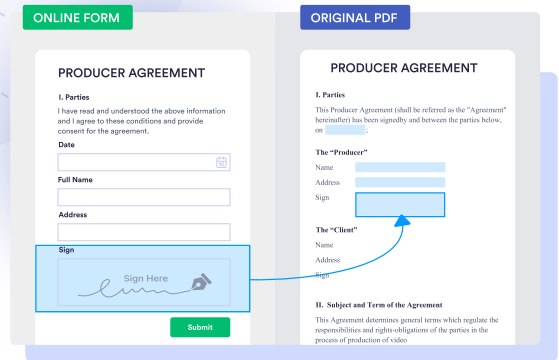 ONLINE FORM
PRODUCER AGREEMENT
I. Parties
I have read and understood the above information
and I agree to these conditions and provide
consent for the agreement.
Date
Full Name
Address
Sign
Sign Here
Submit
ORIGINAL PDF
PRODUCER AGREEMENT
I. Parties
This Producer Agreement (shall be referred as the "Agreement"
hereinafter) has been signedby and between the parties below,
on ;
The “Producer”
Name
Address
Sign
The “Client”
Name
Address
Sign
II. Subject and Term of the Agreement
This Agreement determines general terms which regulate the
responsibilities and rights-obligations of the parties in the
process of production of video